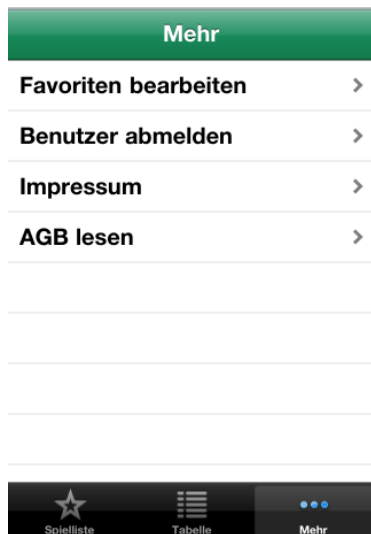 Mehr
Favoriten bearbeiten
Benutzer abmelden
Impressum
AGB lesen
Spielliste Tabelle Mehr